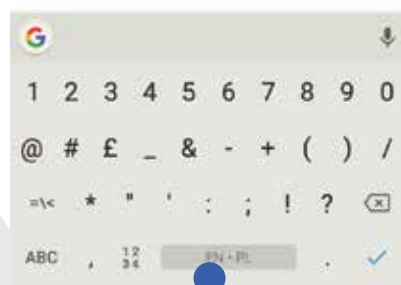 G
1 2 3 4 5 6 7 8 9 0
@ # £ _ & - + ( ) /
=\< * " ' : ; ! ?
ABC , 12 34 EN • PL .